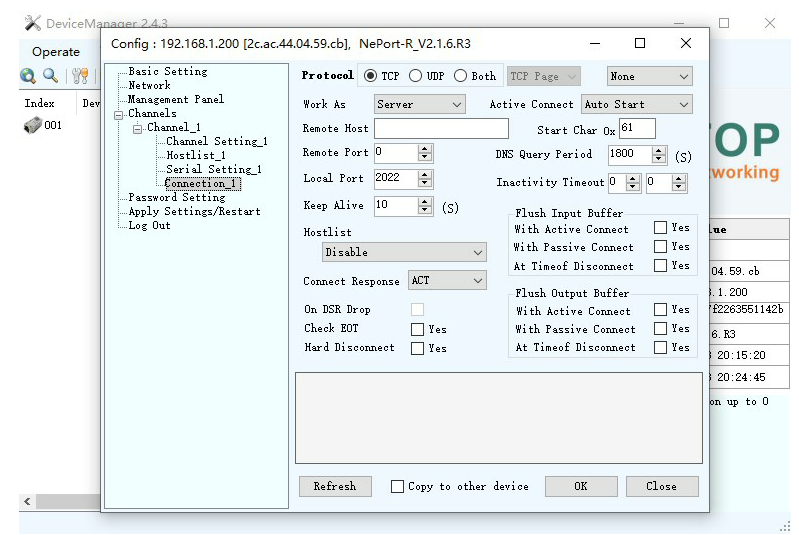 DeviceManager 2.4.3
Operate
Index Dev
001
Config : 192.168.1.200 [2c.ac.44.04.59.cb], NePort-R_V2.1.6.R3
Basic Setting
Network
Management Panel
Channels
Channel_1
Channel Setting_1
Hostlist_1
Serial Setting_1
Connection_1
Password Setting
Apply Settings/Restart
Log Out
Protocol TCP UDP Both TCP Page None
Work As Server Active Connect Auto Start
Remote Host Start Char 0x 61
Remote Port 0 DNS Query Period 1800 (S)
Local Port 2022 Inactivity Timeout 0 0
Keep Alive 10 (S)
Hostlist
Disable
Connect Response ACT
On DSR Drop
Check EOT Yes
Hard Disconnect Yes
Flush Input Buffer
With Active Connect Yes
With Passive Connect Yes
At Timeof Disconnect Yes
Flush Output Buffer
With Active Connect Yes
With Passive Connect Yes
At Timeof Disconnect Yes
Refresh Copy to other device OK Close
OP
working
lue
04.59.cb
.1.200
7f2263551142b
6.R3
20:15:20
20:24:45
on up to 0